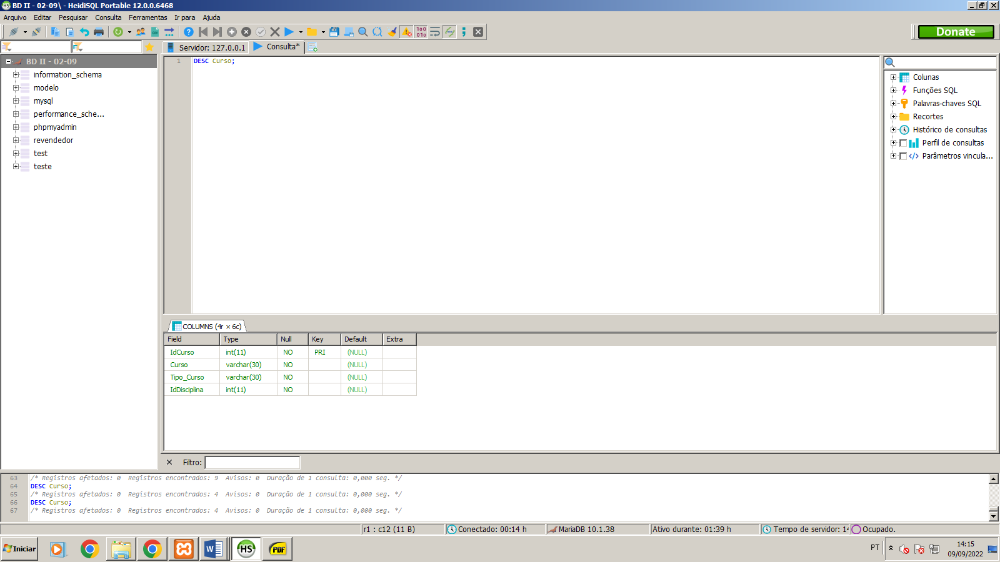 BD II - 02-09\ - HeidiSQL Portable 12.0.0.6468
Arquivo Editar Pesquisar Consulta Ferramentas Ir para Ajuda
Donate
Servidor: 127.0.0.1 Consulta*
BD II - 02-09
information_schema
modelo
mysql
performance_sche...
phpmyadmin
revendedor
test
teste
1 DESC Curso;
Colunas
Funções SQL
Palavras-chaves SQL
Recortes
Histórico de consultas
Perfil de consultas
Parâmetros vincula...
COLUMNS (4r × 6c)
Field Type Null Key Default Extra
IdCurso int(11) NO PRI (NULL)
Curso varchar(30) NO (NULL)
Tipo_Curso varchar(30) NO (NULL)
IdDisciplina int(11) NO (NULL)
Filtro:
63 /* Registros afetados: 0 Registros encontrados: 9 Avisos: 0 Duração de 1 consulta: 0,000 seg. */
64 DESC Curso;
65 /* Registros afetados: 0 Registros encontrados: 4 Avisos: 0 Duração de 1 consulta: 0,000 seg. */
66 DESC Curso;
67 /* Registros afetados: 0 Registros encontrados: 4 Avisos: 0 Duração de 1 consulta: 0,000 seg. */
r1 : c12 (11 B) Conectado: 00:14 h MariaDB 10.1.38 Ativo durante: 01:39 h Tempo de servidor: 14 Ocupado.
Iniciar HS PDF PT 14:15
09/09/2022